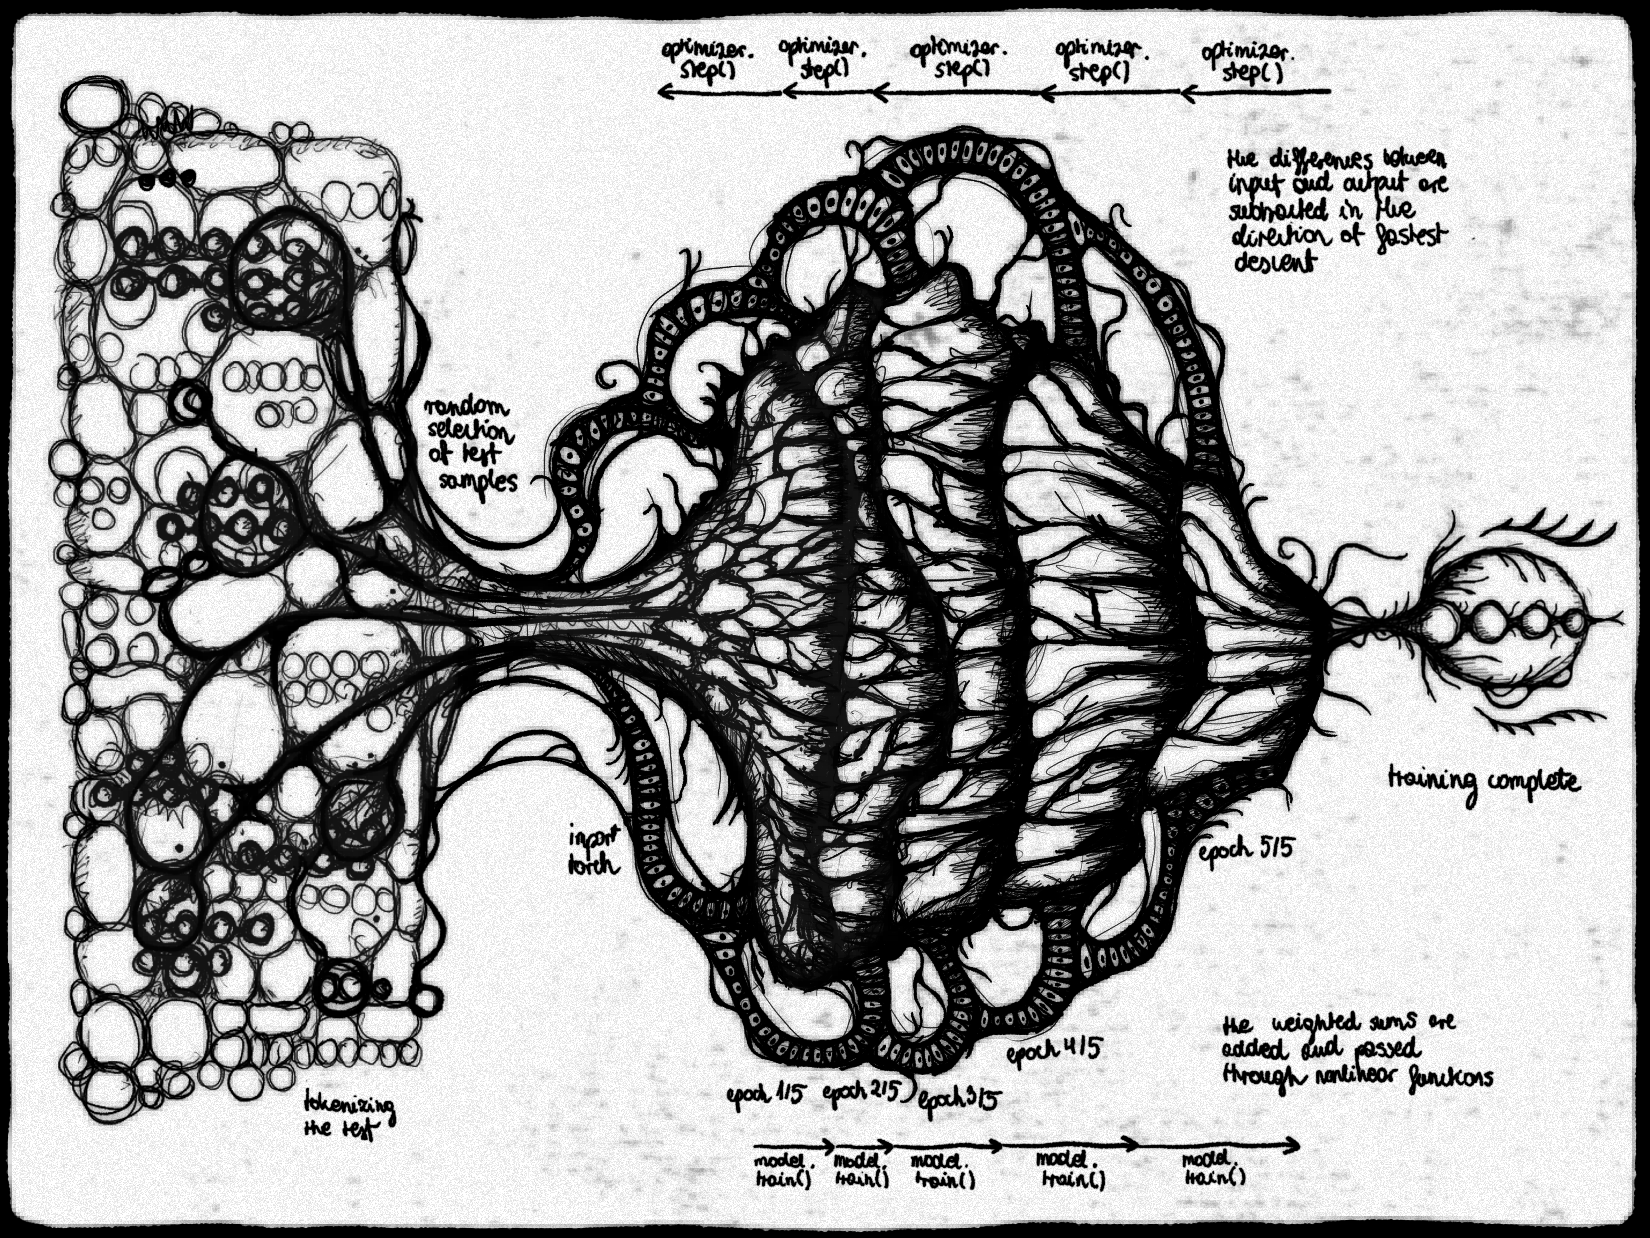 optimizer.
step()
optimizer.
step()
optimizer.
step()
optimizer.
step()
optimizer.
step()
the differences between
input and output are
subtracted in the
direction of fastest
descent
random
selection
of test
samples
training complete
import
torch
epoch 5/5
epoch 4/5
epoch 1/5
epoch 2/5
epoch 3/5
the weighted sums are
added and passed
through nonlinear functions
tokenizing
the test
model.
train()
model.
train()
model.
train()
model.
train()
model.
train()